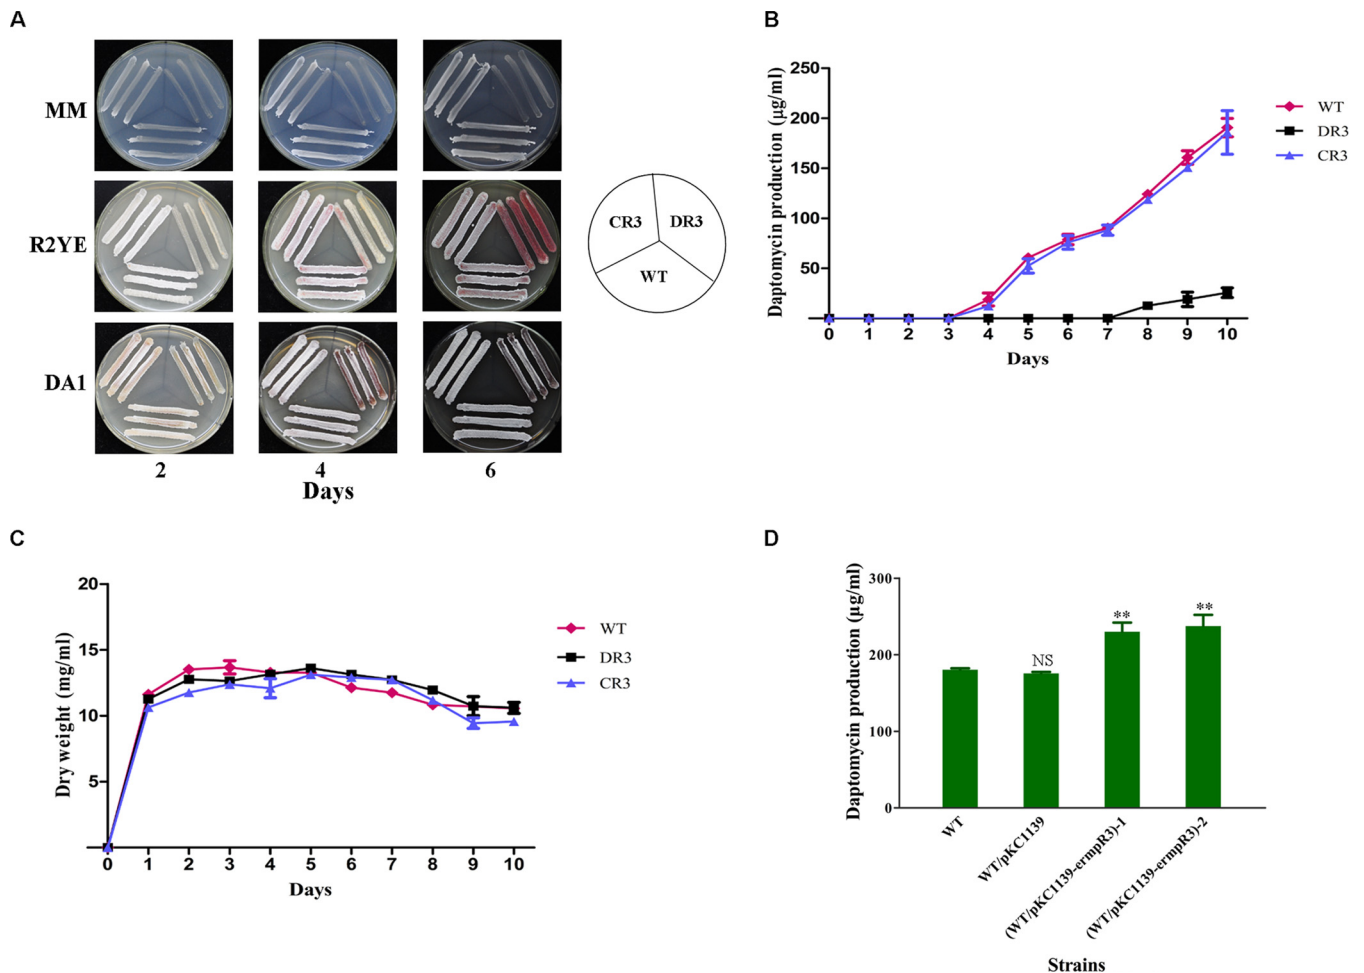 A
MM
R2YE
DA1
2 4 6
Days
CR3 DR3
WT
B
Daptomycin production (μg/ml)
250
200
150
100
50
0 1 2 3 4 5 6 7 8 9 10
Days
WT
DR3
CR3
C
Dry weight (mg/ml)
20
15
10
5
0 1 2 3 4 5 6 7 8 9 10
Days
WT
DR3
CR3
D
Daptomycin production (μg/ml)
300
200
100
0
NS
**
**
WT
WT/pKC1139
(WT/pKC1139-ermpR3)-1
(WT/pKC1139-ermpR3)-2
Strains